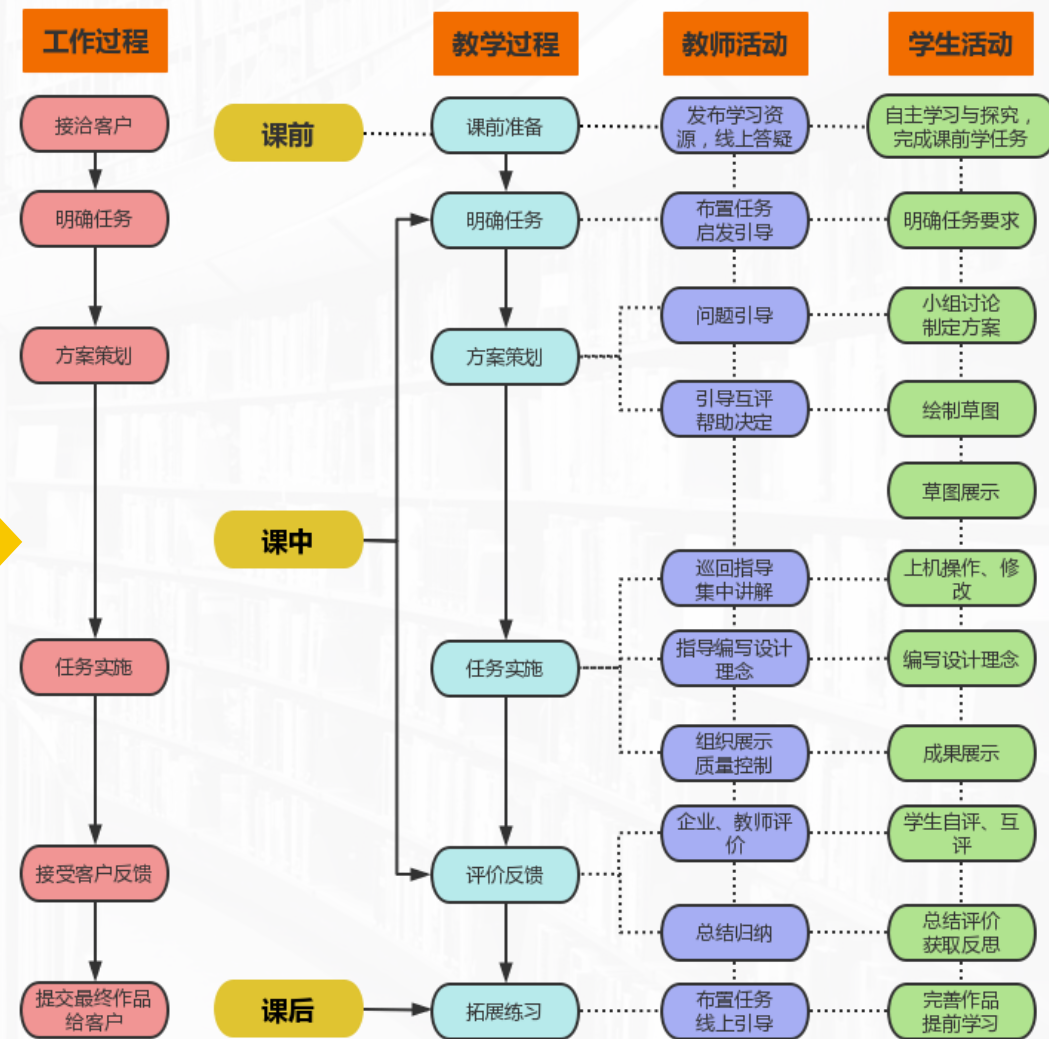 工作过程
教学过程
教师活动
学生活动
接洽客户
课前
课前准备
发布学习资
源，线上答疑
自主学习与探究，
完成课前学任务
明确任务
明确任务
布置任务
启发引导
明确任务要求
方案策划
方案策划
问题引导
小组讨论
制定方案
引导互评
帮助决定
绘制草图
草图展示
课中
巡回指导
集中讲解
上机操作、修
改
任务实施
任务实施
指导编写设计
理念
编写设计理念
组织展示
质量控制
成果展示
接受客户反馈
评价反馈
企业、教师评
价
学生自评、互
评
总结归纳
总结评价
获取反思
提交最终作品
给客户
课后
拓展练习
布置任务
线上引导
完善作品
提前学习